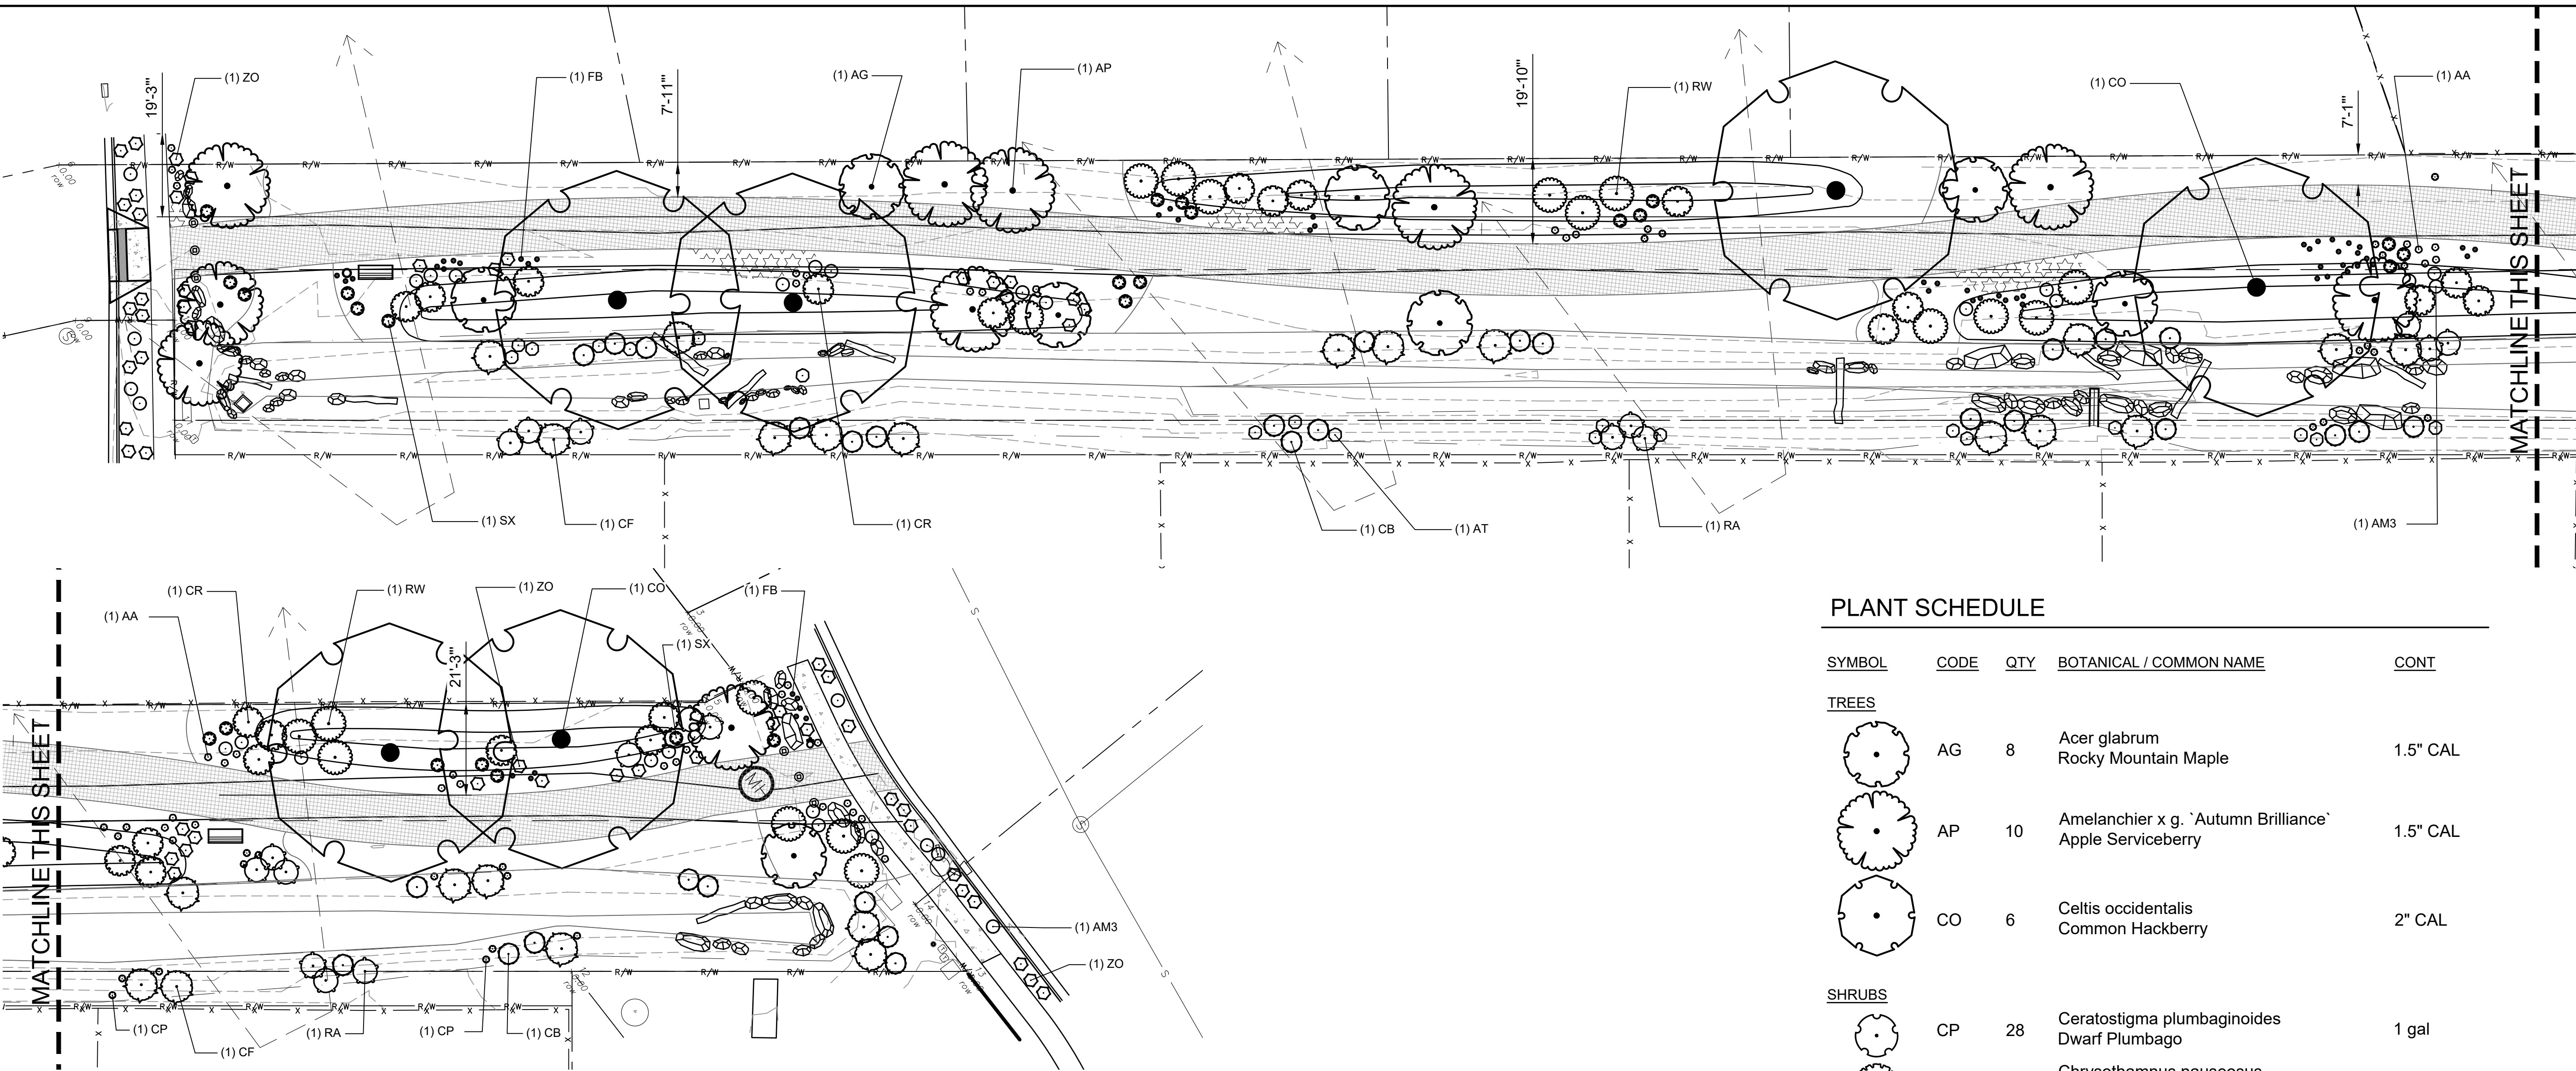 (1) ZO
(1) FB
(1) AG
(1) AP
(1) RW
(1) CO
(1) AA
19'-3"'
7'-11"'
19'-10"'
7'-1"'
R/W R/W R/W R/W R/W R/W R/W R/W R/W R/W R/W R/W R/W R/W R/W R/W R/W R/W R/W R/W R/W R/W R/W R/W R/W R/W R/W R/W R/W
MATCHLINE THIS SHEET
R/W R/W R/W R/W R/W R/W R/W R/W R/W R/W R/W R/W R/W R/W R/W R/W R/W R/W R/W R/W R/W R/W R/W R/W R/W R/W R/W R/W
(1) SX
(1) CF
(1) CR
(1) CB
(1) AT
(1) RA
(1) AM3
(1) CR
(1) RW
(1) ZO
(1) CO
(1) FB
(1) AA
(1) SX
21'-3"'
R/W R/W R/W R/W R/W R/W R/W R/W
MATCHLINE THIS SHEET
MH
S
S
S
(1) AM3
(1) ZO
R/W R/W R/W R/W
R/W R/W R/W R/W R/W R/W
(1) CP
(1) CF
(1) RA
(1) CP
(1) CB
PLANT SCHEDULE
SYMBOL CODE QTY BOTANICAL / COMMON NAME CONT
TREES
AG 8 Acer glabrum 1.5" CAL
Rocky Mountain Maple
AP 10 Amelanchier x g. `Autumn Brilliance` 1.5" CAL
Apple Serviceberry
CO 6 Celtis occidentalis 2" CAL
Common Hackberry
SHRUBS
CP 28 Ceratostigma plumbaginoides 1 gal
Dwarf Plumbago